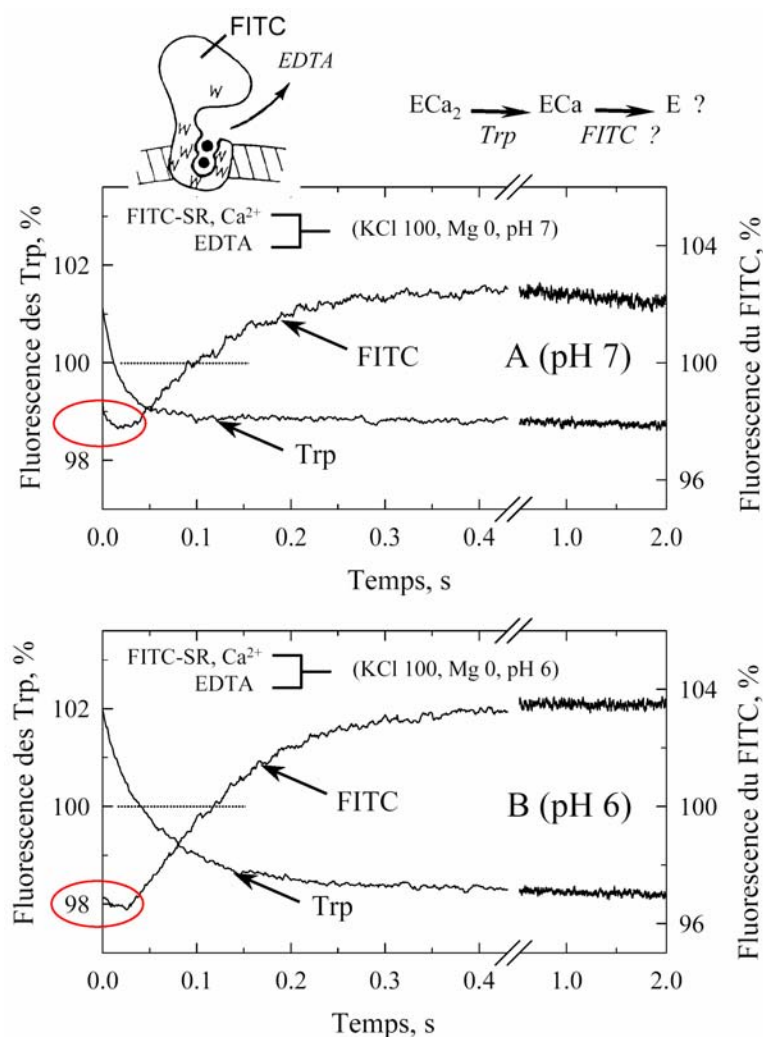 FITC
EDTA
W
W
W W
W W
W
ECa₂ ECa E ?
Trp FITC ?
FITC-SR, Ca²⁺
EDTA
(KCl 100, Mg 0, pH 7)
Fluorescence des Trp, %
102
100
98
104
100
96
Fluorescence du FITC, %
FITC
Trp
A (pH 7)
0.0 0.1 0.2 0.3 0.4 1.0 2.0
Temps, s
FITC-SR, Ca²⁺
EDTA
(KCl 100, Mg 0, pH 6)
Fluorescence des Trp, %
102
100
98
104
100
96
Fluorescence du FITC, %
FITC
Trp
B (pH 6)
0.0 0.1 0.2 0.3 0.4 1.0 2.0
Temps, s